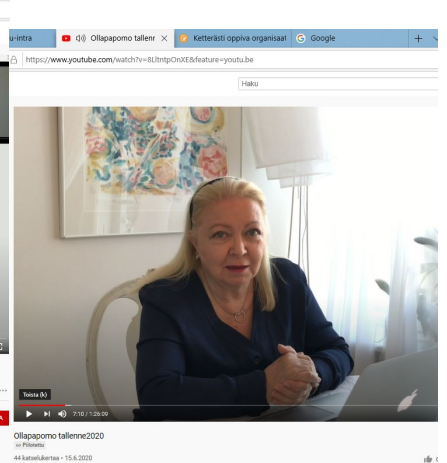 u-intra
Ollapapomo tallenr
Ketterästi oppiva organisaat
Google
https://www.youtube.com/watch?v=8LltntpOnXE&feature=youtu.be
Haku
Toista (k)
7:10 / 1:26:09
Ollapapomo tallenne2020
Piilotettu
44 katselukertaa • 15.6.2020